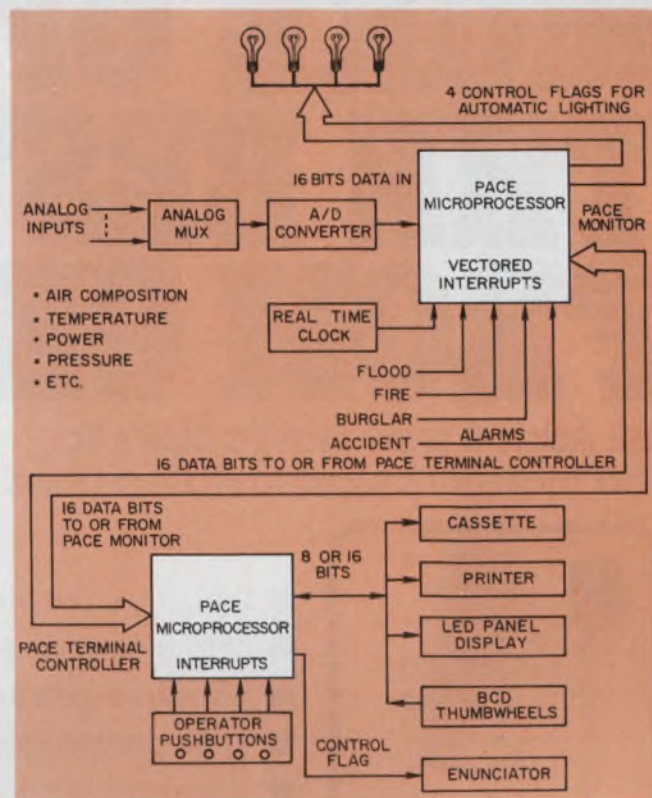 4 CONTROL FLAGS FOR
AUTOMATIC LIGHTING
16 BITS DATA IN
ANALOG
INPUTS
ANALOG
MUX
A/D
CONVERTER
PACE
MICROPROCESSOR
VECTORED
INTERRUPTS
PACE
MONITOR
• AIR COMPOSITION
• TEMPERATURE
• POWER
• PRESSURE
• ETC.
REAL TIME
CLOCK
FLOOD
FIRE
BURGLAR
ACCIDENT
ALARMS
16 DATA BITS TO OR FROM PACE TERMINAL CONTROLLER
16 DATA BITS
TO OR FROM
PACE MONITOR
8 OR 16
BITS
CASSETTE
PRINTER
LED PANEL
DISPLAY
BCD
THUMBWHEELS
PACE
MICROPROCESSOR
INTERRUPTS
PACE TERMINAL
CONTROLLER
OPERATOR
PUSHBUTTONS
CONTROL
FLAG
ENUNCIATOR